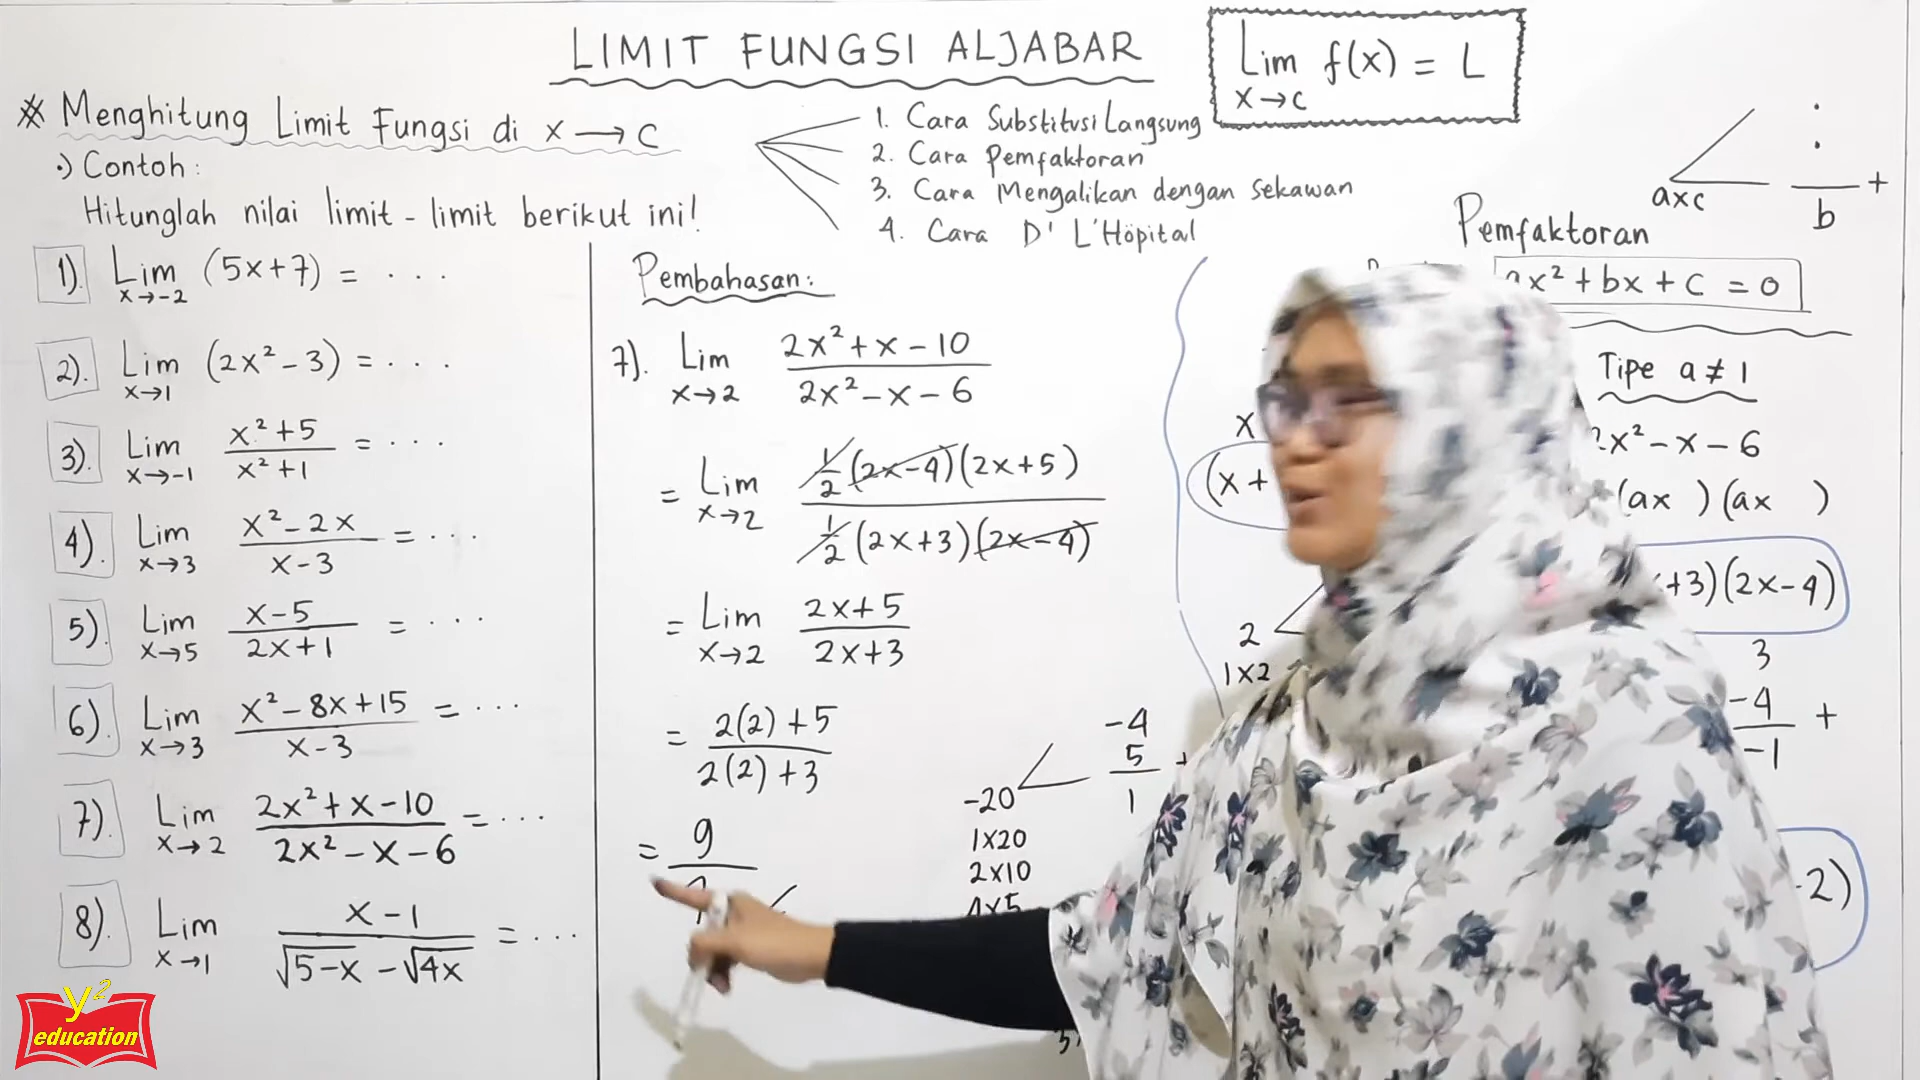 LIMIT FUNGSI ALJABAR
Lim f(x) = L
x→c
* Menghitung Limit Fungsi di x → c
1. Cara Substitusi Langsung
2. Cara Pemfaktoran
3. Cara Mengalikan dengan Sekawan
4. Cara D' L'Höpital
•) Contoh :
Hitunglah nilai limit - limit berikut ini!
1). Lim (5x+7) = ...
x→-2
2). Lim (2x² - 3) = ...
x→1
3). Lim x²+5 / x²+1 = ...
x→-1
4). Lim x² - 2x / x-3 = ...
x→3
5). Lim x-5 / 2x+1 = ...
x→5
6). Lim x² - 8x + 15 / x-3 = ...
x→3
7). Lim 2x² + x - 10 / 2x² - x - 6 = ...
x→2
8). Lim x - 1 / √5-x - √4x = ...
x→1
Pembahasan :
7). Lim 2x² + x - 10 / 2x² - x - 6
x→2
= Lim ½(2x-4)(2x+5) / ½(2x+3)(2x-4)
x→2
= Lim 2x+5 / 2x+3
x→2
= 2(2)+5 / 2(2)+3
= 9
-4
5
1
-20
1x20
2x10
4x5
axc
b
+
Pemfaktoran
x² + bx + c = 0
Tipe a ≠ 1
2x² - x - 6
(ax )(ax )
+3)(2x-4)
3
-4 +
-1
x
(x+
2
1x2
-2)
y²
education